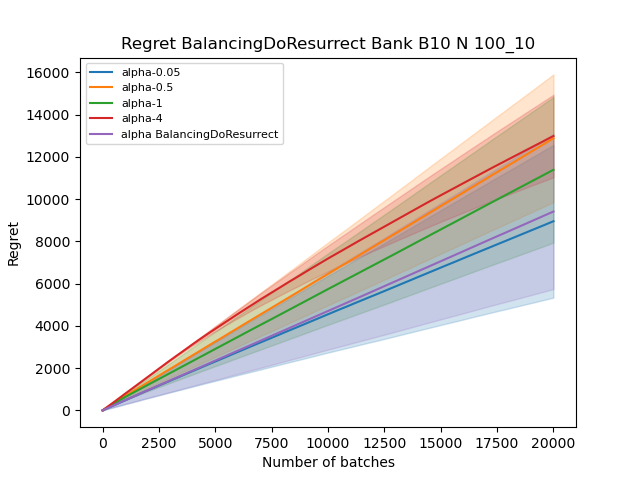 Regret BalancingDoResurrect Bank B10 N 100_10
alpha-0.05
alpha-0.5
alpha-1
alpha-4
alpha BalancingDoResurrect
Regret
16000
14000
12000
10000
8000
6000
4000
2000
0
0 2500 5000 7500 10000 12500 15000 17500 20000
Number of batches